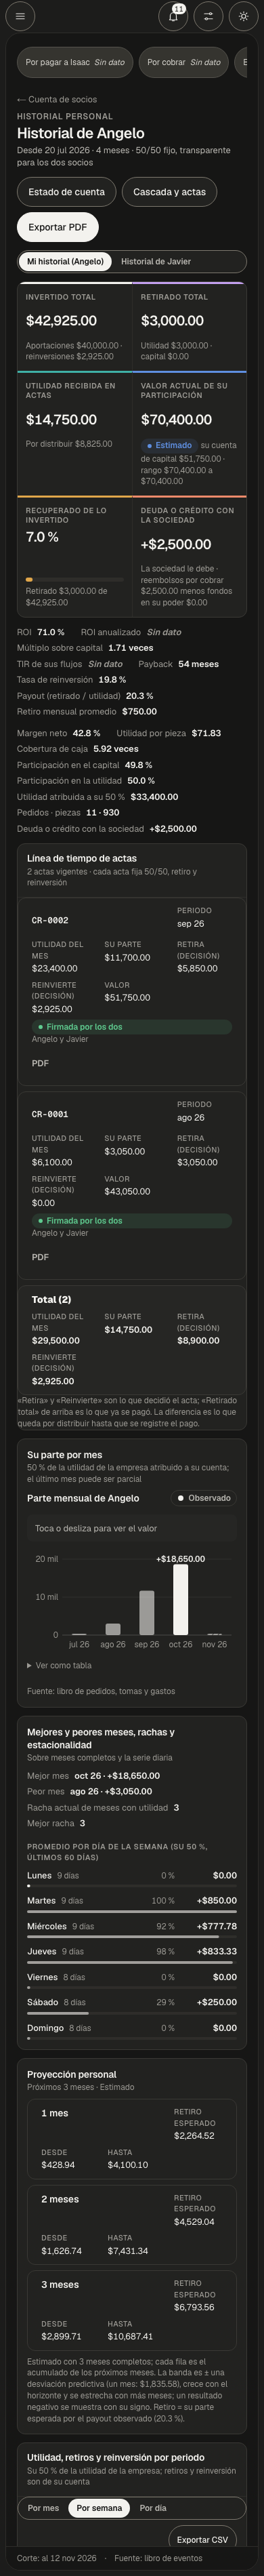 11
Por pagar a Isaac Sin dato
Por cobrar Sin dato
← Cuenta de socios
HISTORIAL PERSONAL
Historial de Angelo
Desde 20 jul 2026 · 4 meses · 50/50 fijo, transparente
para los dos socios
Estado de cuenta
Cascada y actas
Exportar PDF
Mi historial (Angelo)
Historial de Javier
INVERTIDO TOTAL
$42,925.00
Aportaciones $40,000.00 ·
reinversiones $2,925.00
RETIRADO TOTAL
$3,000.00
Utilidad $3,000.00 ·
capital $0.00
UTILIDAD RECIBIDA EN
ACTAS
$14,750.00
Por distribuir $8,825.00
VALOR ACTUAL DE SU
PARTICIPACIÓN
$70,400.00
Estimado su cuenta
de capital $51,750.00 ·
rango $70,400.00 a
$70,400.00
RECUPERADO DE LO
INVERTIDO
7.0 %
Retirado $3,000.00 de
$42,925.00
DEUDA O CRÉDITO CON
LA SOCIEDAD
+$2,500.00
La sociedad le debe ·
reembolsos por cobrar
$2,500.00 menos fondos
en su poder $0.00
ROI 71.0 % ROI anualizado Sin dato
Múltiplo sobre capital 1.71 veces
TIR de sus flujos Sin dato Payback 54 meses
Tasa de reinversión 19.8 %
Payout (retirado / utilidad) 20.3 %
Retiro mensual promedio $750.00
Margen neto 42.8 % Utilidad por pieza $71.83
Cobertura de caja 5.92 veces
Participación en el capital 49.8 %
Participación en la utilidad 50.0 %
Utilidad atribuida a su 50 % $33,400.00
Pedidos · piezas 11 · 930
Deuda o crédito con la sociedad +$2,500.00
Línea de tiempo de actas
2 actas vigentes · cada acta fija 50/50, retiro y
reinversión
CR-0002
PERIODO
sep 26
UTILIDAD DEL
MES
$23,400.00
SU PARTE
$11,700.00
RETIRA
(DECISIÓN)
$5,850.00
REINVIERTE
(DECISIÓN)
$2,925.00
VALOR
$51,750.00
Firmada por los dos
Angelo y Javier
PDF
CR-0001
PERIODO
ago 26
UTILIDAD DEL
MES
$6,100.00
SU PARTE
$3,050.00
RETIRA
(DECISIÓN)
$3,050.00
REINVIERTE
(DECISIÓN)
$0.00
VALOR
$43,050.00
Firmada por los dos
Angelo y Javier
PDF
Total (2)
UTILIDAD DEL
MES
$29,500.00
SU PARTE
$14,750.00
RETIRA
(DECISIÓN)
$8,900.00
REINVIERTE
(DECISIÓN)
$2,925.00
«Retira» y «Reinvierte» son lo que decidió el acta; «Retirado
total» de arriba es lo que ya se pagó. La diferencia es lo que
queda por distribuir hasta que se registre el pago.
Su parte por mes
50 % de la utilidad de la empresa atribuida a su cuenta;
el último mes puede ser parcial
Parte mensual de Angelo
Observado
Toca o desliza para ver el valor
20 mil
+$18,650.00
10 mil
0
jul 26 ago 26 sep 26 oct 26 nov 26
▶ Ver como tabla
Fuente: libro de pedidos, tomas y gastos
Mejores y peores meses, rachas y
estacionalidad
Sobre meses completos y la serie diaria
Mejor mes oct 26 · +$18,650.00
Peor mes ago 26 · +$3,050.00
Racha actual de meses con utilidad 3
Mejor racha 3
PROMEDIO POR DÍA DE LA SEMANA (SU 50 %,
ÚLTIMOS 60 DÍAS)
Lunes 9 días 0 % $0.00
Martes 9 días 100 % +$850.00
Miércoles 9 días 92 % +$777.78
Jueves 9 días 98 % +$833.33
Viernes 8 días 0 % $0.00
Sábado 8 días 29 % +$250.00
Domingo 8 días 0 % $0.00
Proyección personal
Próximos 3 meses · Estimado
1 mes
RETIRO
ESPERADO
$2,264.52
DESDE
$428.94
HASTA
$4,100.10
2 meses
RETIRO
ESPERADO
$4,529.04
DESDE
$1,626.74
HASTA
$7,431.34
3 meses
RETIRO
ESPERADO
$6,793.56
DESDE
$2,899.71
HASTA
$10,687.41
Estimado con 3 meses completos; cada fila es el
acumulado de los próximos meses. La banda es ± una
desviación predictiva (un mes: $1,835.58), crece con el
horizonte y se estrecha con más meses; un resultado
negativo se muestra con su signo. Retiro = su parte
esperada por el payout observado (20.3 %).
Utilidad, retiros y reinversión por periodo
Su 50 % de la utilidad de la empresa; retiros y reinversión
son de su cuenta
Por mes
Por semana
Por día
Exportar CSV
Corte: al 12 nov 2026 · Fuente: libro de eventos